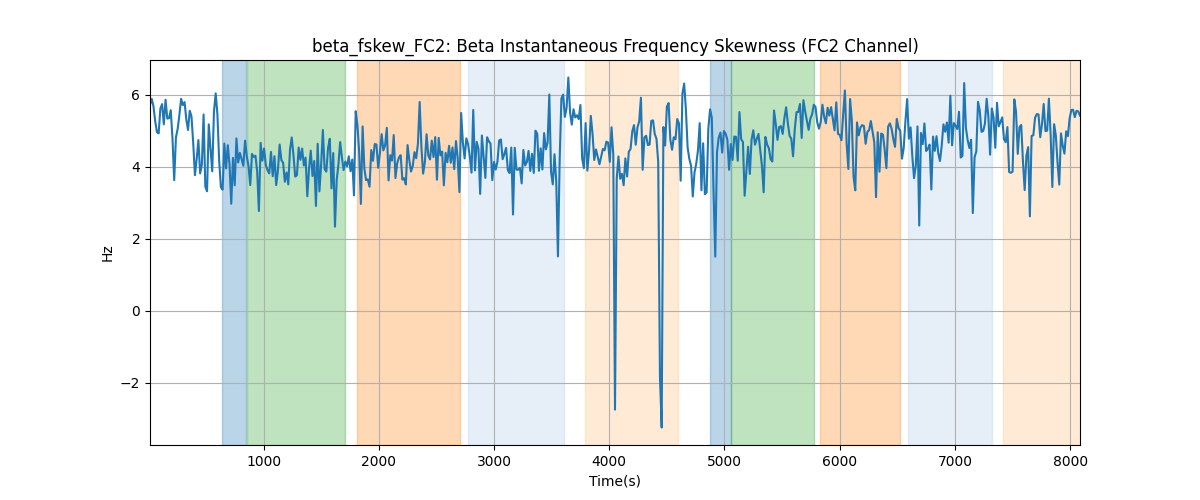 beta_fskew_FC2: Beta Instantaneous Frequency Skewness (FC2 Channel)
6
4
2
0
−2
Hz
1000 2000 3000 4000 5000 6000 7000 8000
Time(s)